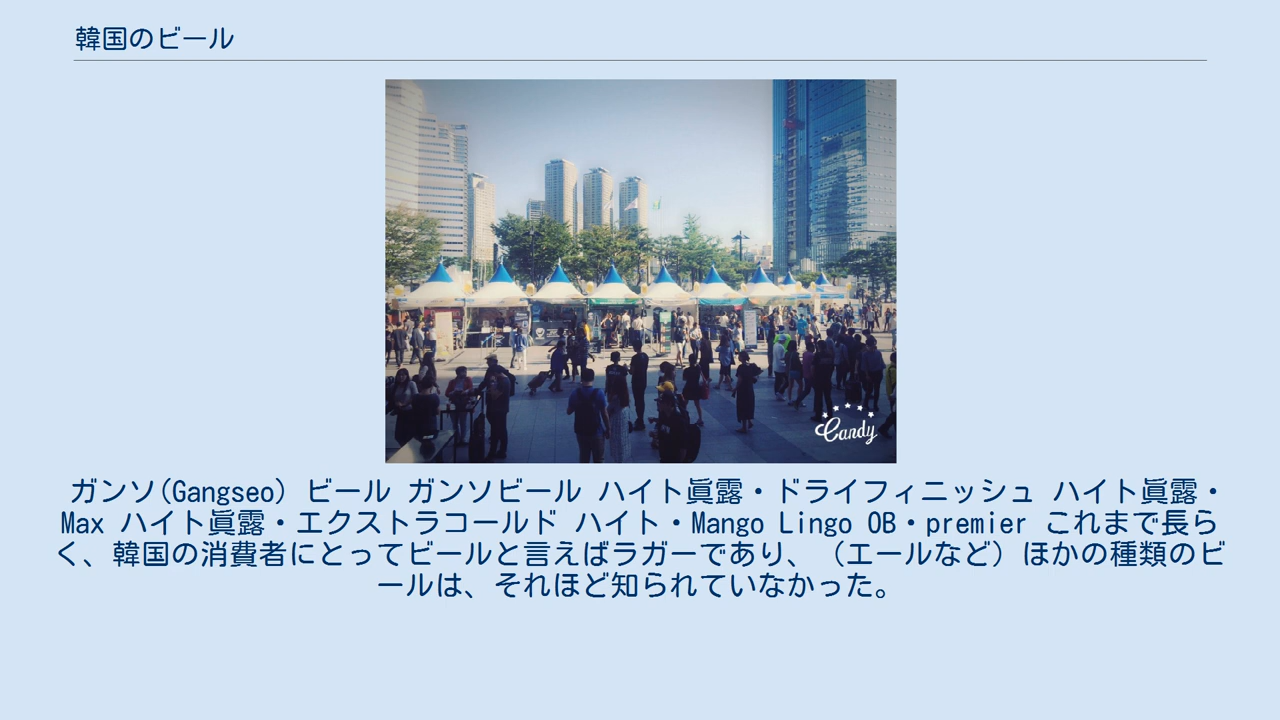 韓国のビール
Candy
ガンソ(Gangseo) ビール ガンソビール ハイト眞露・ドライフィニッシュ ハイト眞露・
Max ハイト眞露・エクストラコールド ハイト・Mango Lingo OB・premier これまで長ら
く、韓国の消費者にとってビールと言えばラガーであり、（エールなど）ほかの種類のビ
ールは、それほど知られていなかった。